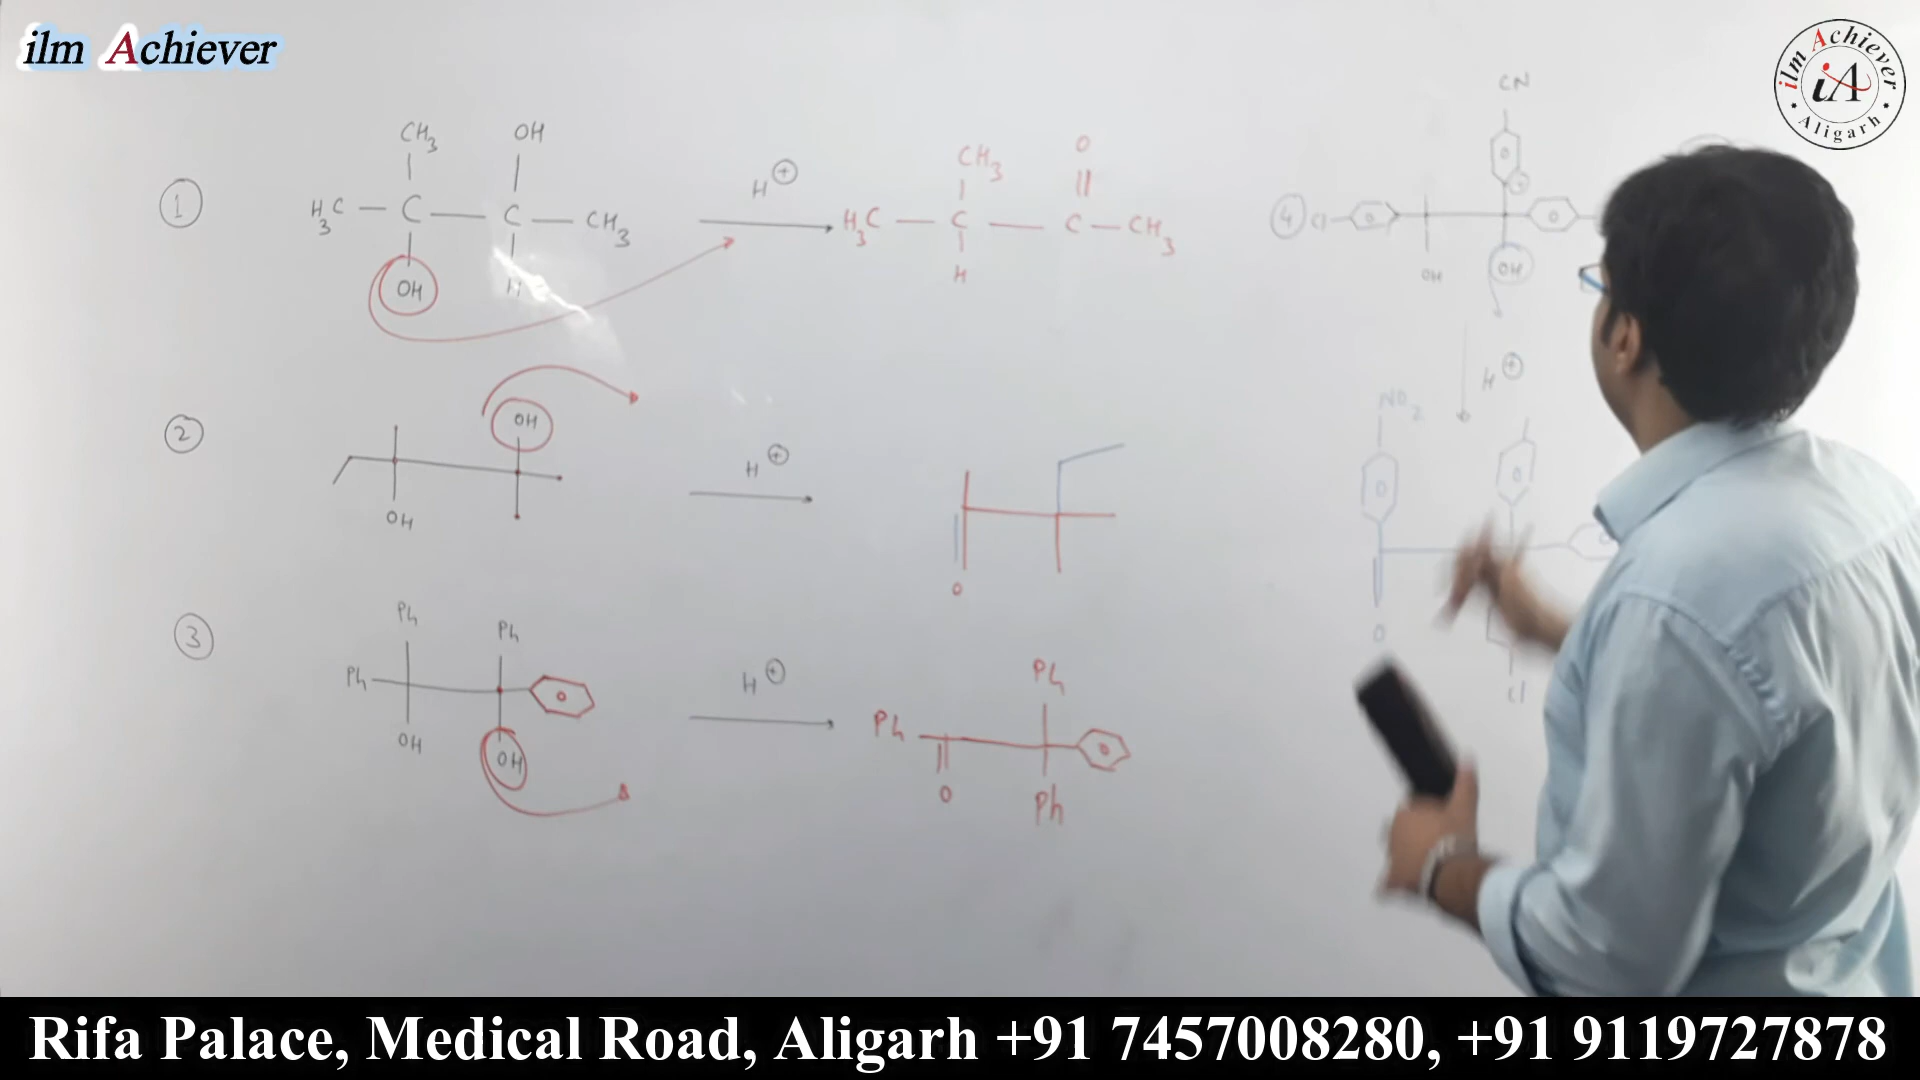 ilm Achiever
ilm Achiever
iA
Aligarh
1
CH3 OH
H3C — C — C — CH3
OH H
H⊕
CH3 O
H3C — C — C — CH3
H
2
OH
OH
H⊕
O
3
Ph
Ph
Ph
OH
OH
H⊕
Ph
Ph
O
Ph
4
CN
Cl
OH
OH
H⊕
NO2
O
Cl
Rifa Palace, Medical Road, Aligarh +91 7457008280, +91 9119727878